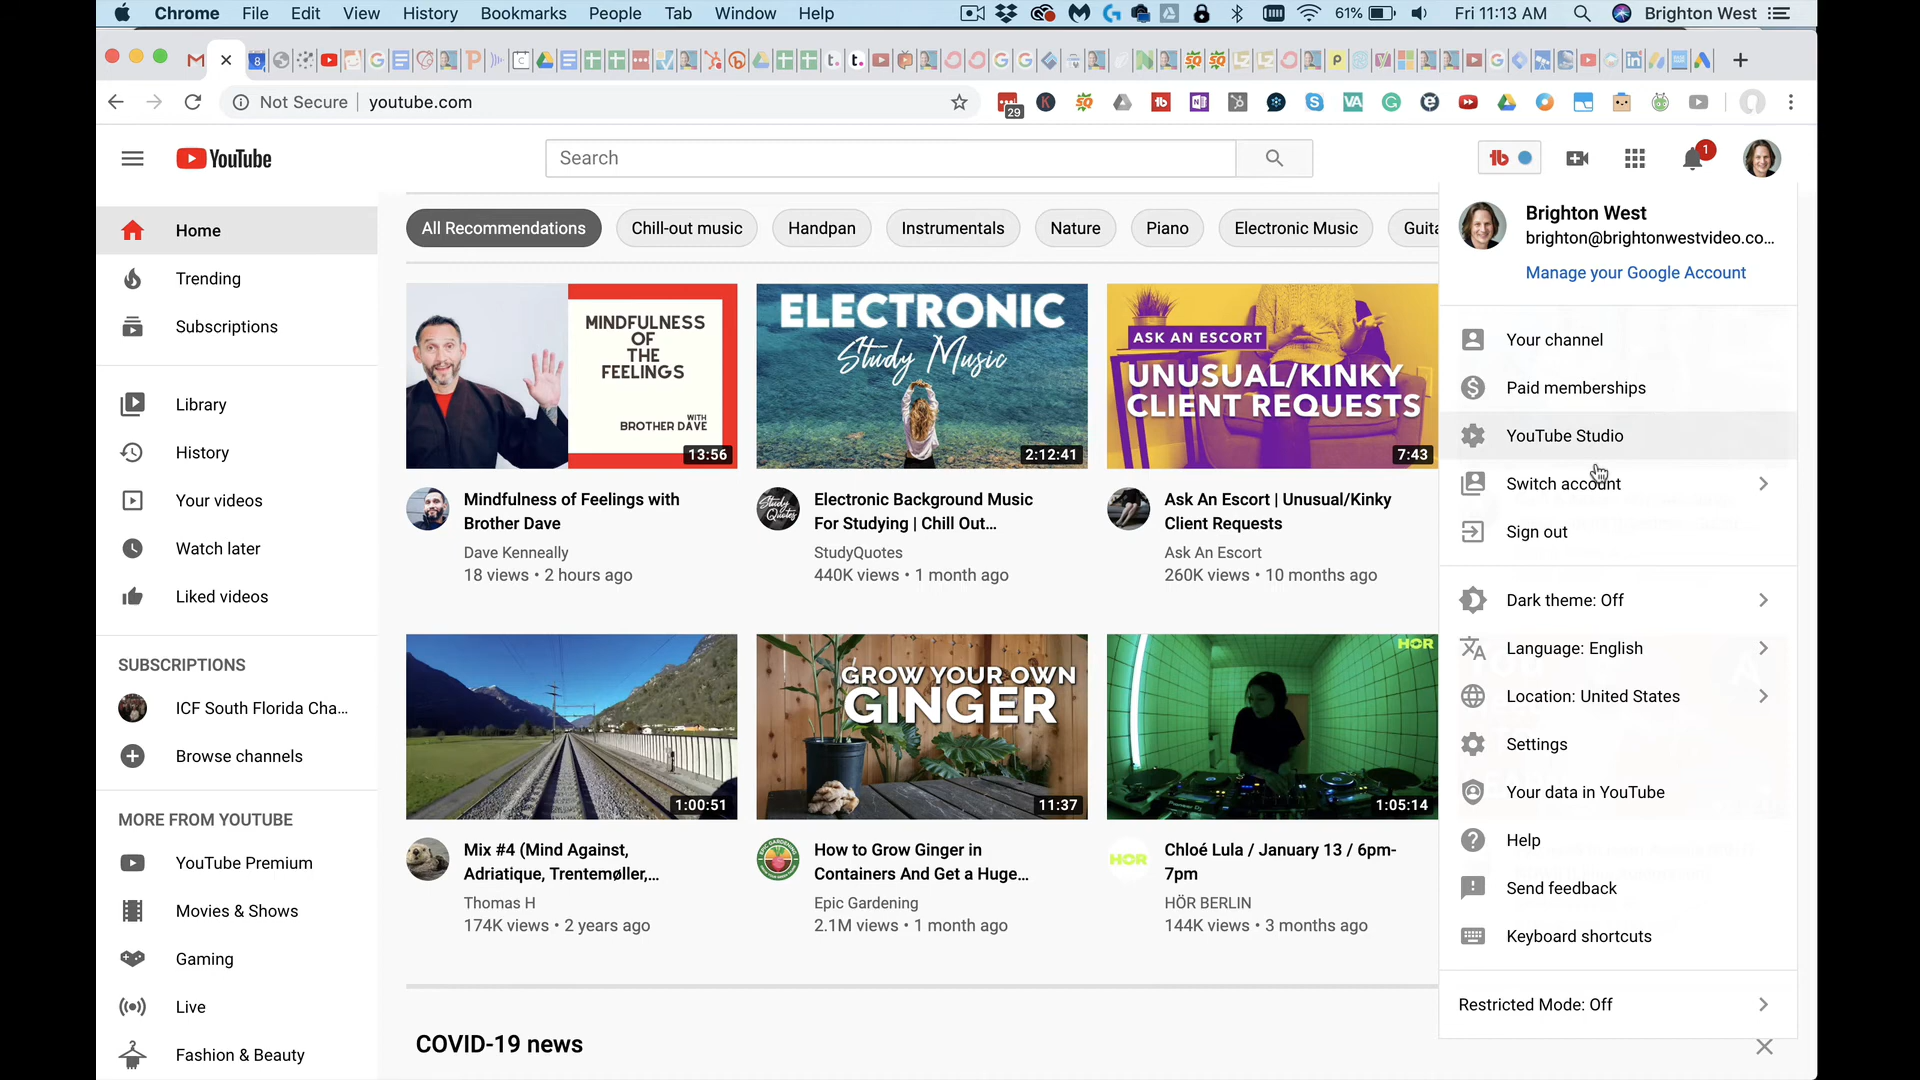 Chrome File Edit View History Bookmarks People Tab Window Help
61% Fri 11:13 AM Brighton West
Not Secure youtube.com
29
YouTube
Search
1
Home
Trending
Subscriptions
Library
History
Your videos
Watch later
Liked videos
SUBSCRIPTIONS
ICF South Florida Cha...
Browse channels
MORE FROM YOUTUBE
YouTube Premium
Movies & Shows
Gaming
Live
Fashion & Beauty
All Recommendations Chill-out music Handpan Instrumentals Nature Piano Electronic Music
MINDFULNESS
OF
THE
FEELINGS
WITH
BROTHER DAVE
13:56
Mindfulness of Feelings with
Brother Dave
Dave Kenneally
18 views • 2 hours ago
ELECTRONIC
Study Music
2:12:41
Study Quotes
Electronic Background Music
For Studying | Chill Out...
StudyQuotes
440K views • 1 month ago
ASK AN ESCORT
UNUSUAL/KINKY
CLIENT REQUESTS
7:43
Ask An Escort | Unusual/Kinky
Client Requests
Ask An Escort
260K views • 10 months ago
1:00:51
Mix #4 (Mind Against,
Adriatique, Trentemøller,...
Thomas H
174K views • 2 years ago
GROW YOUR OWN
GINGER
11:37
How to Grow Ginger in
Containers And Get a Huge...
Epic Gardening
2.1M views • 1 month ago
HÖR
1:05:14
HÖR
Chloé Lula / January 13 / 6pm-
7pm
HÖR BERLIN
144K views • 3 months ago
COVID-19 news
Brighton West
brighton@brightonwestvideo.co...
Manage your Google Account
Your channel
Paid memberships
YouTube Studio
Switch account
Sign out
Dark theme: Off
Language: English
Location: United States
Settings
Your data in YouTube
Help
Send feedback
Keyboard shortcuts
Restricted Mode: Off